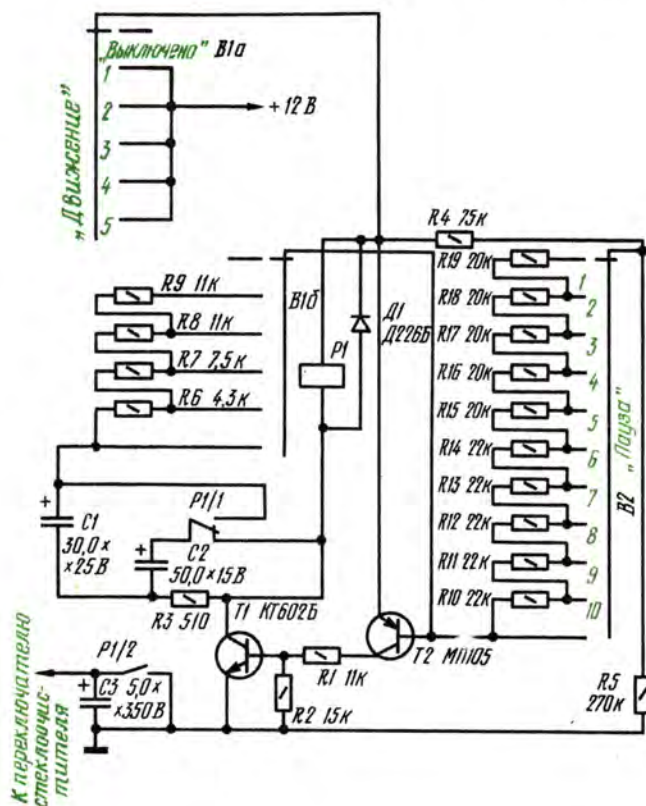 „Выключено" В1а
„Движение"
1
2
3
4
5
+12 В
R4 75к
R9 11к
R8 11к
R7 7,5к
R6 4,3к
В1б
Р1
Д1
Д226Б
R19 20к
R18 20к
R17 20к
R16 20к
R15 20к
R14 22к
R13 22к
R12 22к
R11 22к
R10 22к
1
2
3
4
5
6
7
8
9
10
В2
„Пауза"
+
С1
30,0 ×
×25 В
Р1/1
+
С2
50,0×15 В
R3 510
Т1 КТ602Б
Т2 МП105
R1 11к
R2 15к
R5
270к
Р1/2
+
С3 5,0 ×
×350 В
К переключателю
стеклоочис-
тителя